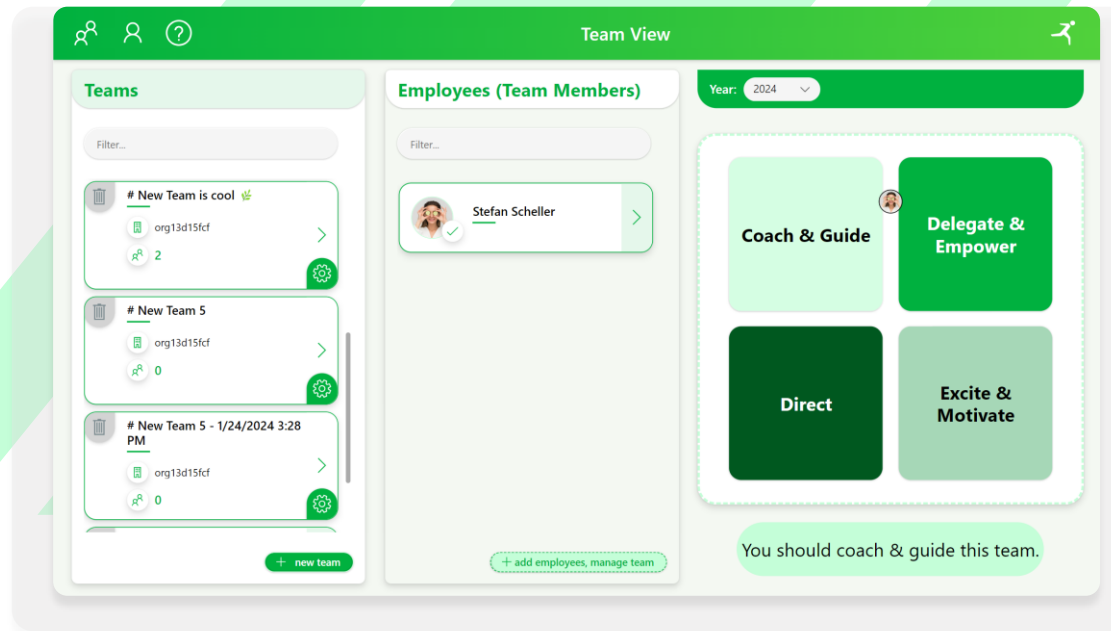 ?
Team View
Teams
Filter...
# New Team is cool 🌿
org13d15fcf
2
# New Team 5
org13d15fcf
0
# New Team 5 - 1/24/2024 3:28
PM
org13d15fcf
0
+ new team
Employees (Team Members)
Filter...
Stefan Scheller
+ add employees, manage team
Year: 2024
Coach & Guide
Delegate &
Empower
Direct
Excite &
Motivate
You should coach & guide this team.